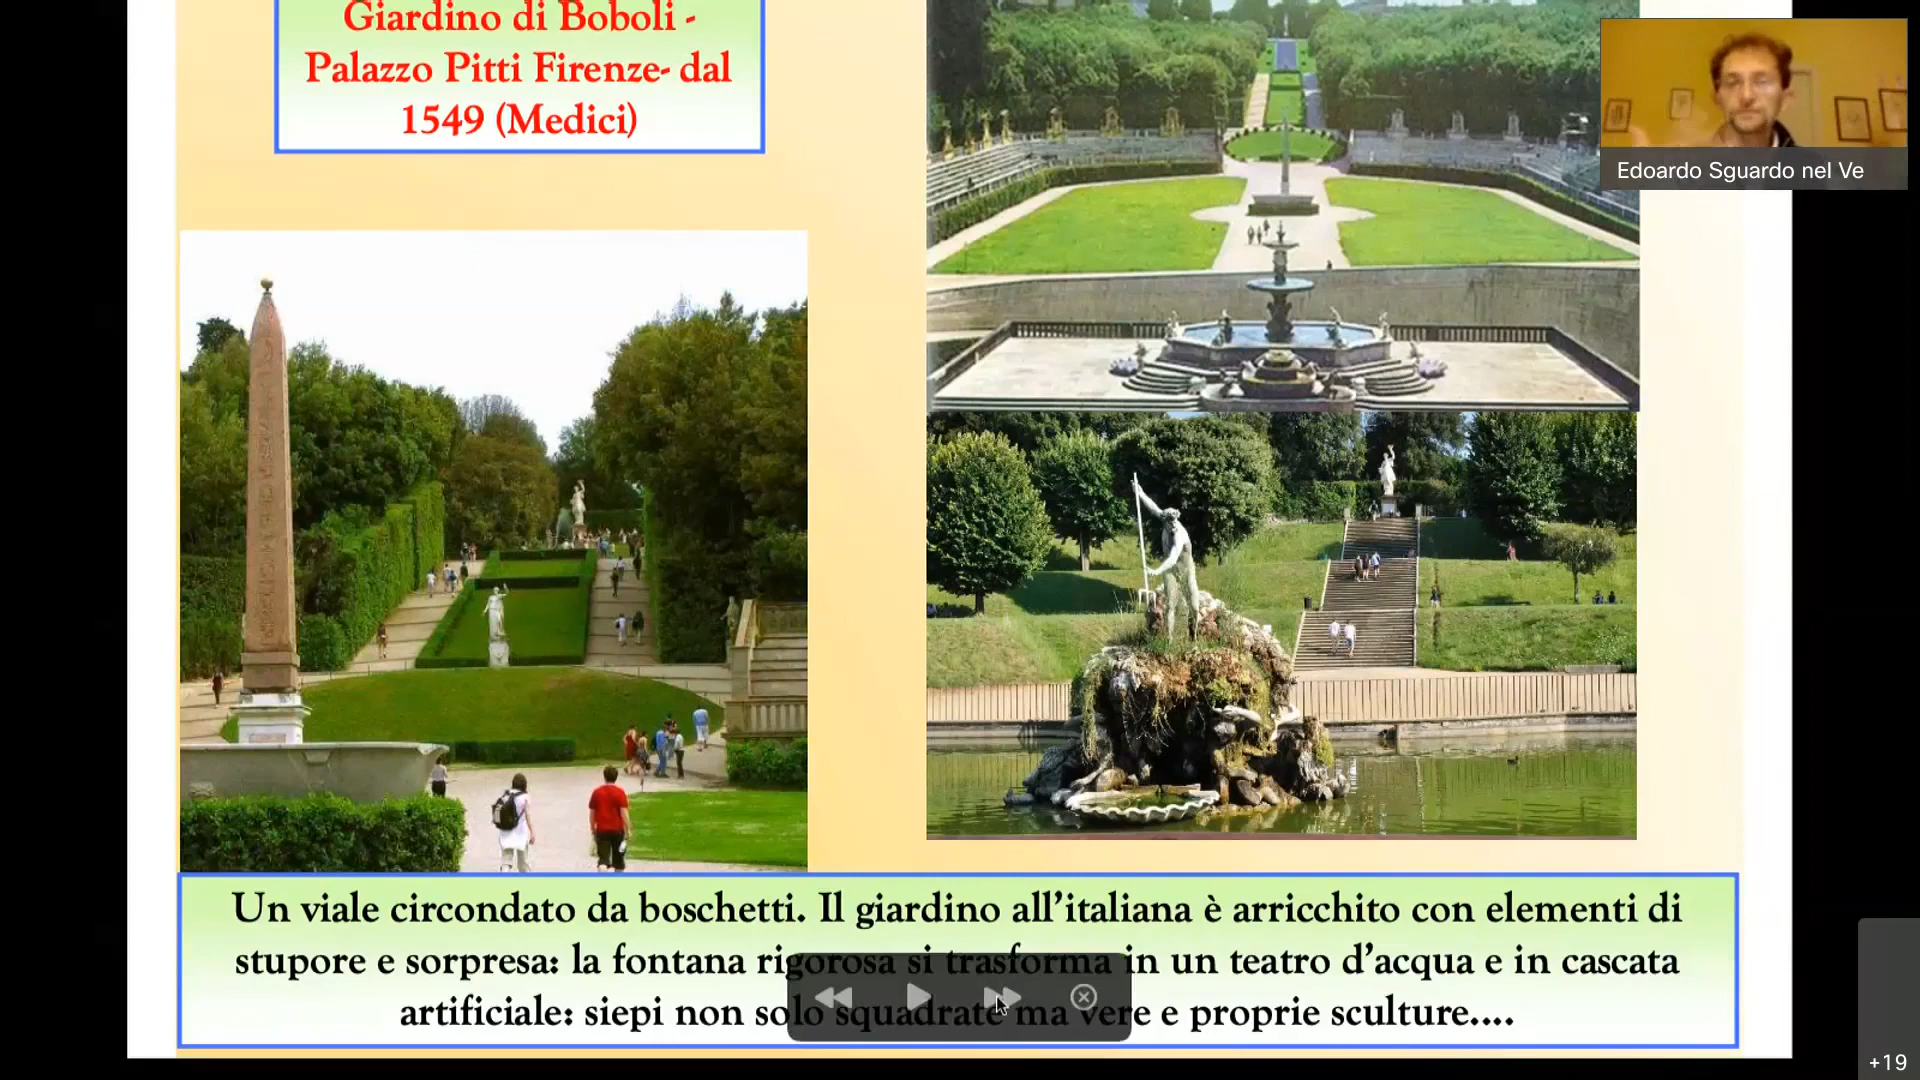 Giardino di Boboli -
Palazzo Pitti Firenze- dal
1549 (Medici)
Edoardo Sguardo nel Ve
Un viale circondato da boschetti. Il giardino all'italiana è arricchito con elementi di
stupore e sorpresa: la fontana rigorosa si trasforma in un teatro d'acqua e in cascata
artificiale: siepi non solo squadrate ma vere e proprie sculture....
+19